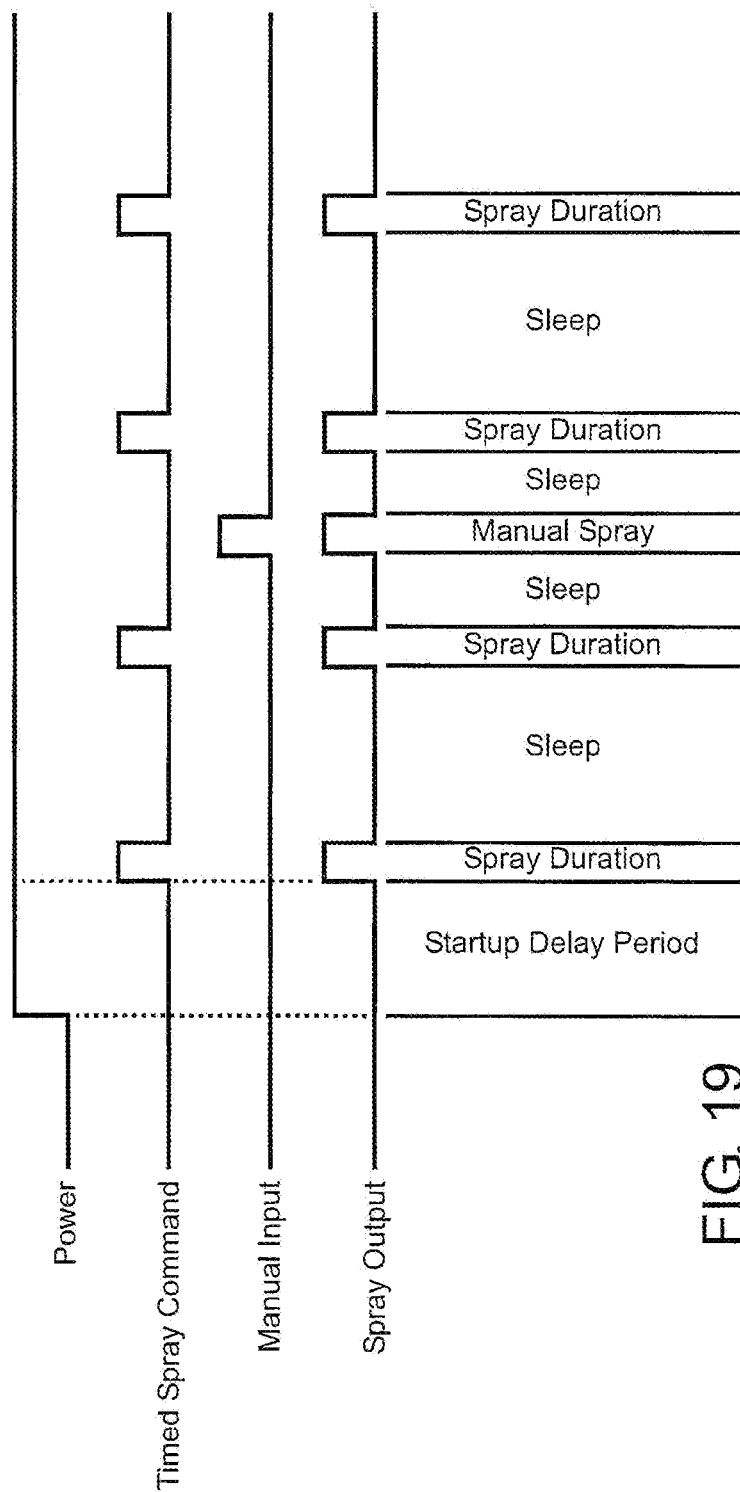 Power
Timed Spray Command
Manual Input
Spray Output
Startup Delay Period
Spray Duration
Sleep
Spray Duration
Sleep
Manual Spray
Sleep
Spray Duration
Sleep
Spray Duration
FIG. 19